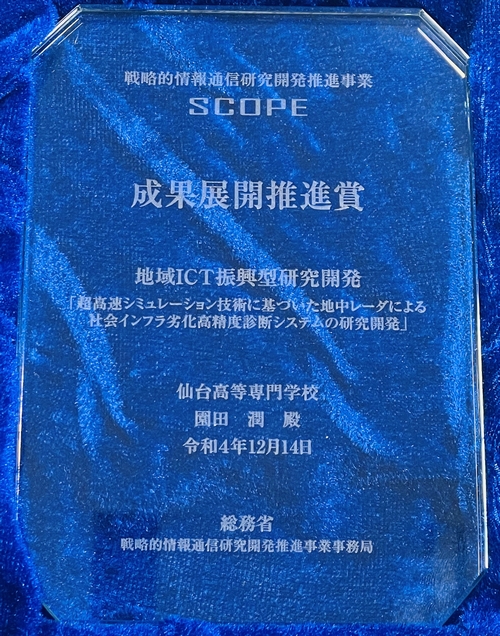 戦略的情報通信研究開発推進事業
SCOPE
成果展開推進賞
地域ICT振興型研究開発
「超高速シミュレーション技術に基づいた地中レーダによる
社会インフラ劣化高精度診断システムの研究開発」
仙台高等専門学校
園田 潤 殿
令和4年12月14日
総務省
戦略的情報通信研究開発推進事業事務局